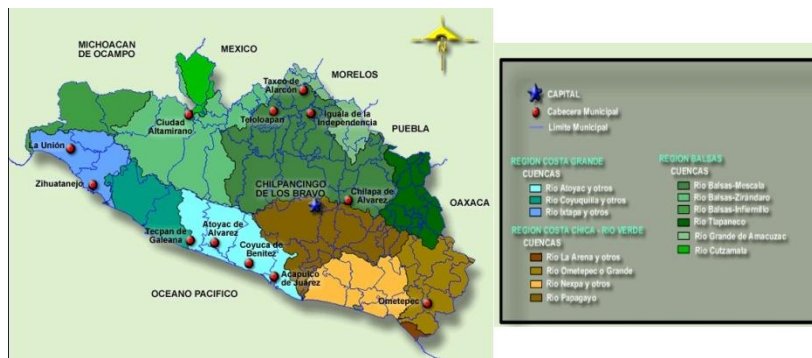 MICHOACAN
DE OCAMPO
MEXICO
MORELOS
PUEBLA
OAXACA
OCEANO PACIFICO
Taxco de
Alarcón
Iguala de la
Independencia
Teloloapan
Ciudad
Altamirano
La Unión
Zihuatanejo
CHILPANCINGO
DE LOS BRAVO
Chilapa de
Alvarez
Tecpan de
Galeana
Atoyac de
Alvarez
Coyuca de
Benítez
Acapulco
de Juárez
Ometepec
N
CAPITAL
Cabecera Municipal
Limite Municipal
REGION COSTA GRANDE
CUENCAS
Río Atoyac y otros
Río Coyuquilla y otros
Río Ixtapa y otros
REGION COSTA CHICA - RIO VERDE
CUENCAS
Río La Arena y otros
Río Ometepec o Grande
Río Nexpa y otros
Río Papagayo
REGION BALSAS
CUENCAS
Río Balsas-Mezcala
Río Balsas-Zirándaro
Río Balsas-Infiernillo
Río Tlapaneco
Río Grande de Amacuzac
Río Cutzamala